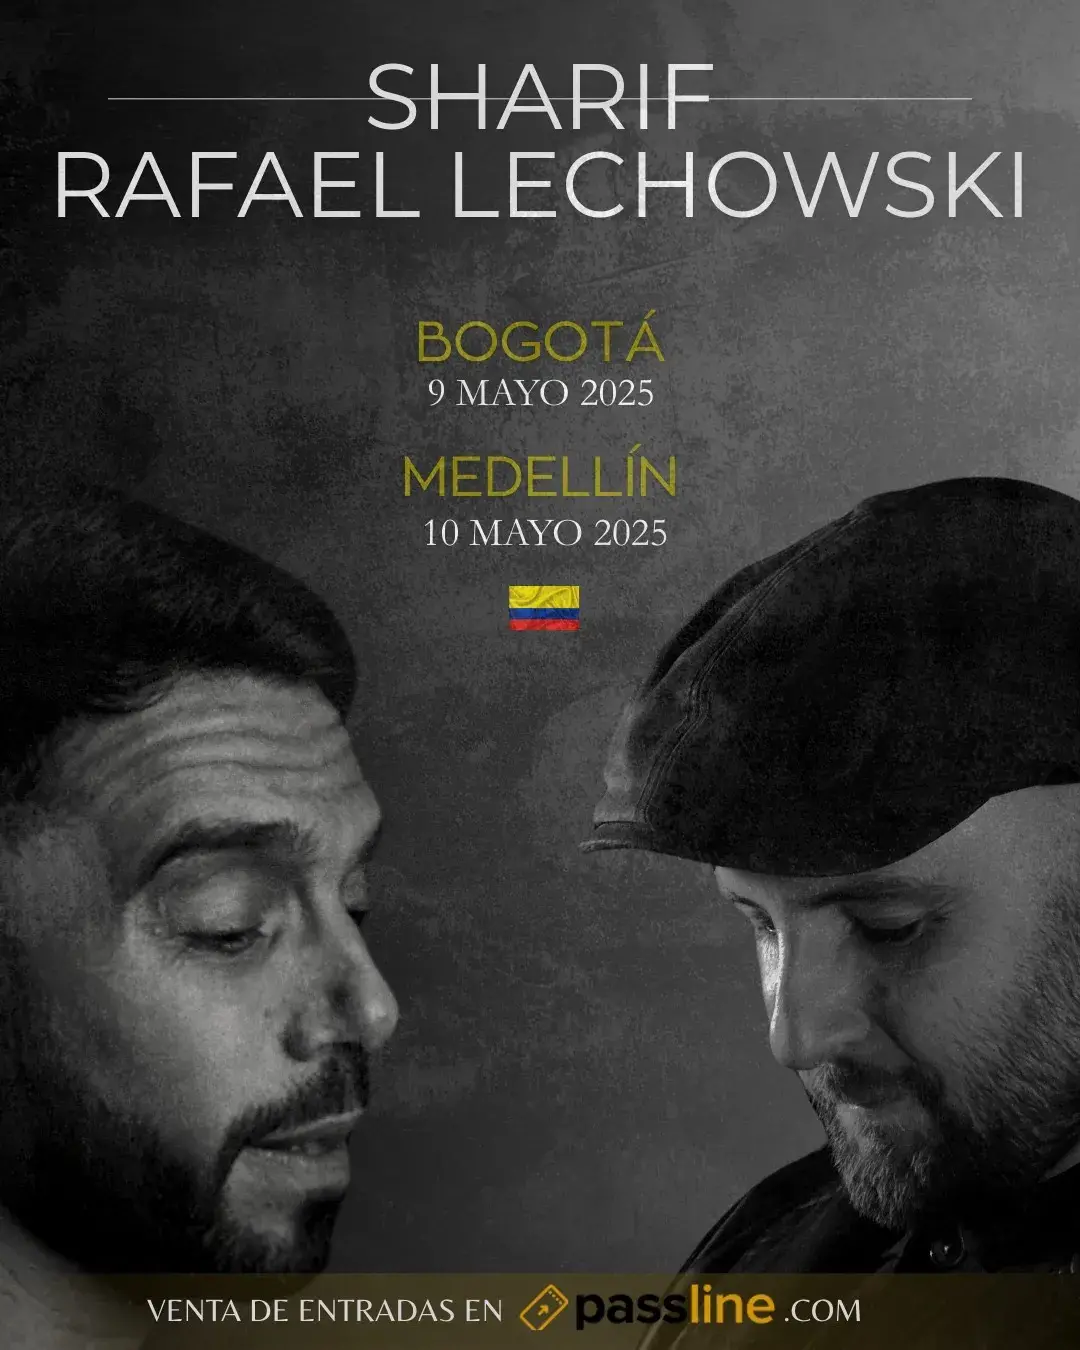 SHARIF
RAFAEL LECHOWSKI
BOGOTÁ
9 MAYO 2025
MEDELLÍN
10 MAYO 2025
VENTA DE ENTRADAS EN passline.COM